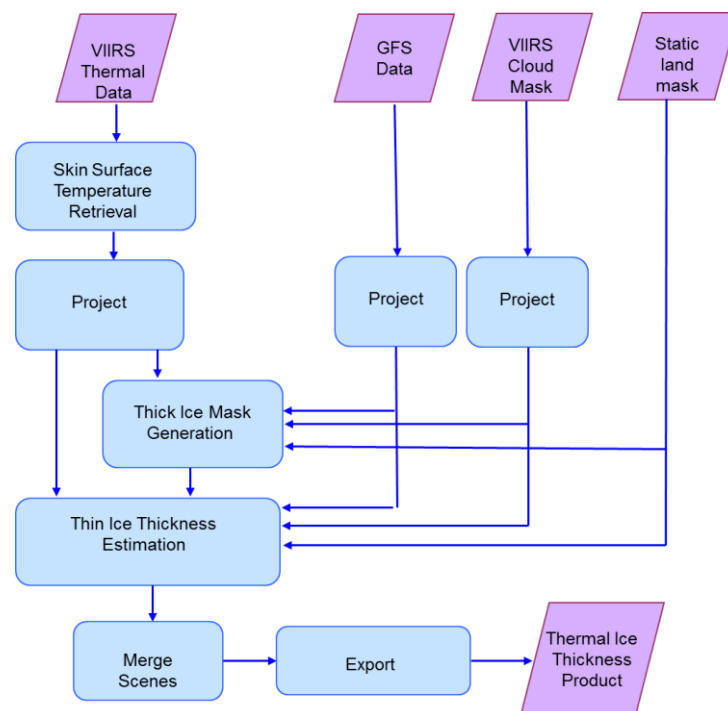 VIIRS
Thermal
Data
GFS
Data
VIIRS
Cloud
Mask
Static
land
mask
Skin Surface
Temperature
Retrieval
Project
Project
Project
Thick Ice Mask
Generation
Thin Ice Thickness
Estimation
Merge
Scenes
Export
Thermal Ice
Thickness
Product